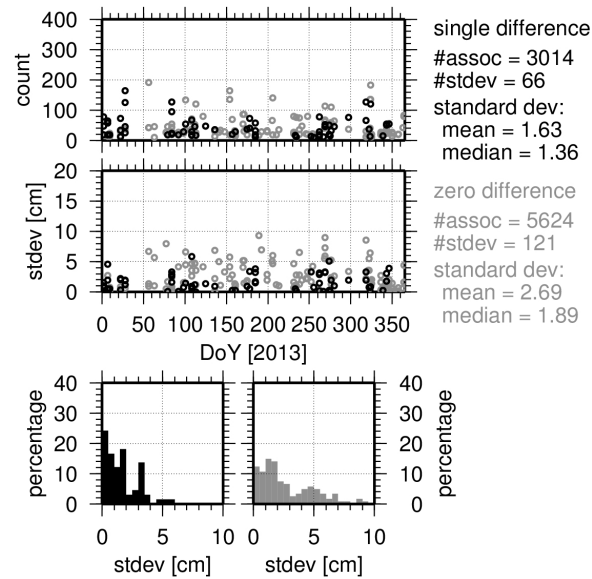 400
300
200
100
0
count
single difference
#assoc = 3014
#stdev = 66
standard dev:
mean = 1.63
median = 1.36
20
15
10
5
0
stdev [cm]
0 50 100 150 200 250 300 350
DoY [2013]
zero difference
#assoc = 5624
#stdev = 121
standard dev:
mean = 2.69
median = 1.89
40
30
20
10
0
percentage
0 5 10
stdev [cm]
0 5 10
stdev [cm]
40
30
20
10
0
percentage